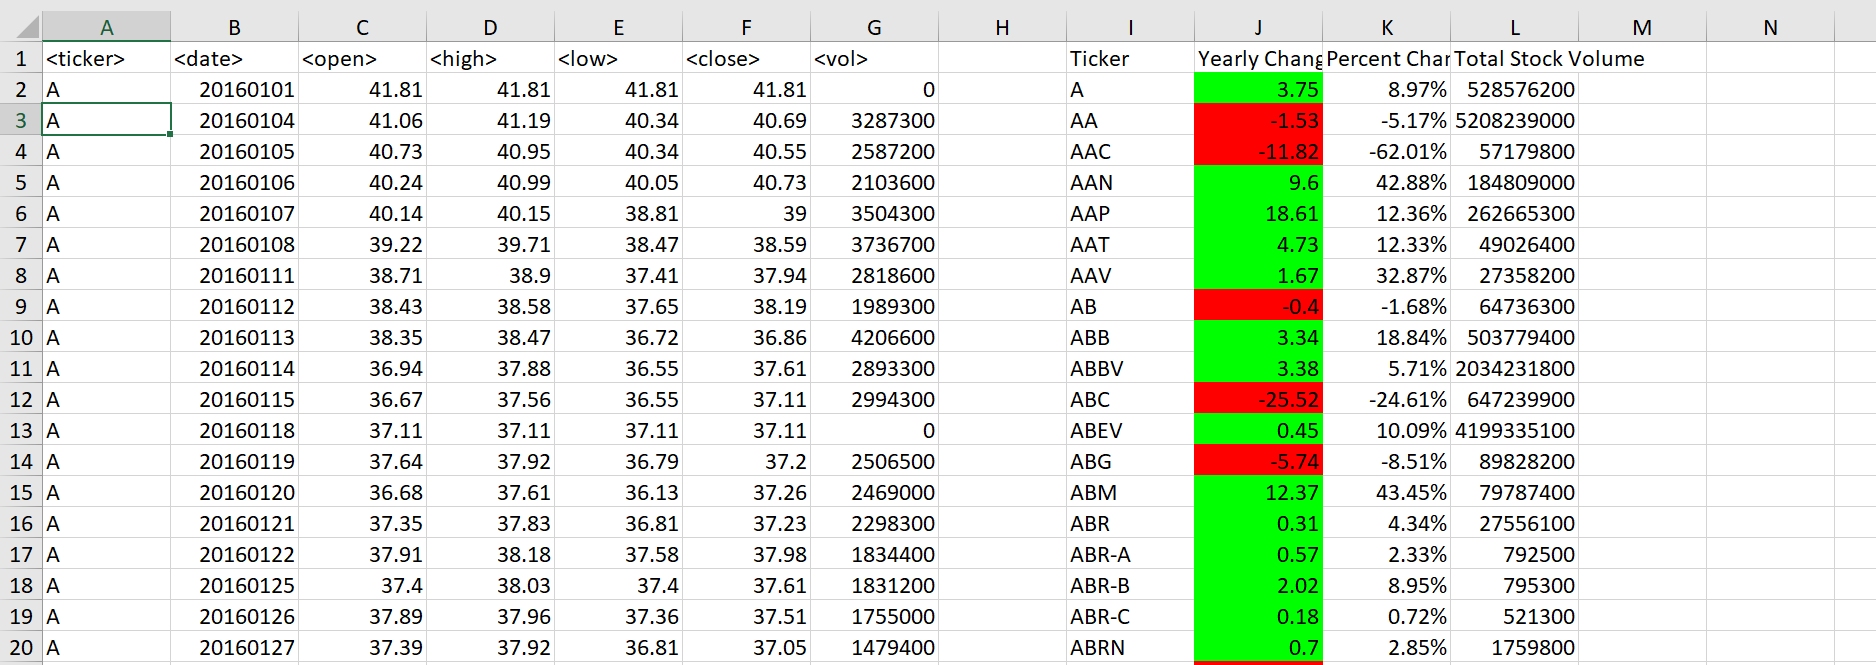 A B C D E F G H I J K L M N
1 <ticker> <date> <open> <high> <low> <close> <vol> Ticker Yearly Chang Percent Char Total Stock Volume
2 A 20160101 41.81 41.81 41.81 41.81 0 A 3.75 8.97% 528576200
3 A 20160104 41.06 41.19 40.34 40.69 3287300 AA -1.53 -5.17% 5208239000
4 A 20160105 40.73 40.95 40.34 40.55 2587200 AAC -11.82 -62.01% 57179800
5 A 20160106 40.24 40.99 40.05 40.73 2103600 AAN 9.6 42.88% 184809000
6 A 20160107 40.14 40.15 38.81 39 3504300 AAP 18.61 12.36% 262665300
7 A 20160108 39.22 39.71 38.47 38.59 3736700 AAT 4.73 12.33% 49026400
8 A 20160111 38.71 38.9 37.41 37.94 2818600 AAV 1.67 32.87% 27358200
9 A 20160112 38.43 38.58 37.65 38.19 1989300 AB -0.4 -1.68% 64736300
10 A 20160113 38.35 38.47 36.72 36.86 4206600 ABB 3.34 18.84% 503779400
11 A 20160114 36.94 37.88 36.55 37.61 2893300 ABBV 3.38 5.71% 2034231800
12 A 20160115 36.67 37.56 36.55 37.11 2994300 ABC -25.52 -24.61% 647239900
13 A 20160118 37.11 37.11 37.11 37.11 0 ABEV 0.45 10.09% 4199335100
14 A 20160119 37.64 37.92 36.79 37.2 2506500 ABG -5.74 -8.51% 89828200
15 A 20160120 36.68 37.61 36.13 37.26 2469000 ABM 12.37 43.45% 79787400
16 A 20160121 37.35 37.83 36.81 37.23 2298300 ABR 0.31 4.34% 27556100
17 A 20160122 37.91 38.18 37.58 37.98 1834400 ABR-A 0.57 2.33% 792500
18 A 20160125 37.4 38.03 37.4 37.61 1831200 ABR-B 2.02 8.95% 795300
19 A 20160126 37.89 37.96 37.36 37.51 1755000 ABR-C 0.18 0.72% 521300
20 A 20160127 37.39 37.92 36.81 37.05 1479400 ABRN 0.7 2.85% 1759800